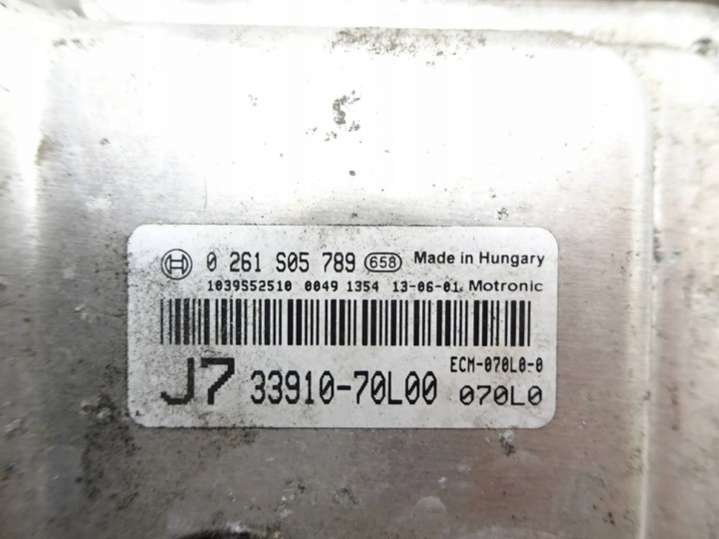 0 261 S05 789 658 Made in Hungary
1039S52510 0049 1354 13-06-01. Motronic
ECM-070L0-0
J7 33910-70L00 070L0